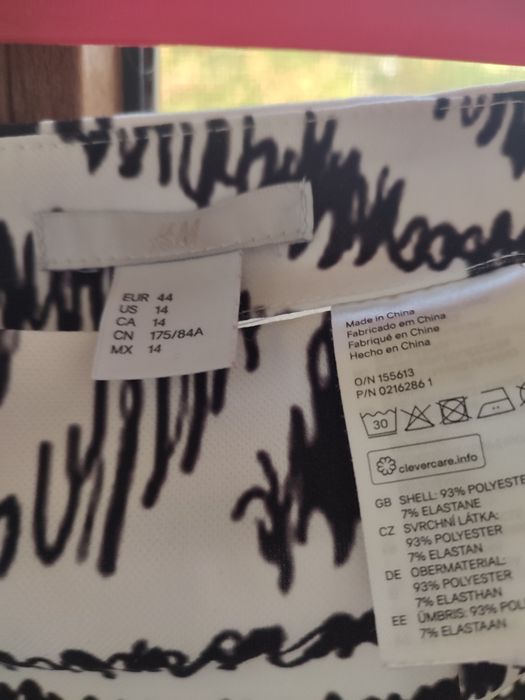 H&M
EUR 44
US 14
CA 14
CN 175/84A
MX 14
Made in China
Fabricado em China
Fabriqué en Chine
Hecho en China
O/N 155613
P/N 0216286 1
30
clevercare.info
GB SHELL: 93% POLYESTE
7% ELASTANE
CZ SVRCHNÍ LÁTKA:
93% POLYESTER
7% ELASTAN
DE OBERMATERIAL:
93% POLYESTER
7% ELASTHAN
EE ÜMBRIS: 93% POL
7% ELASTAAN